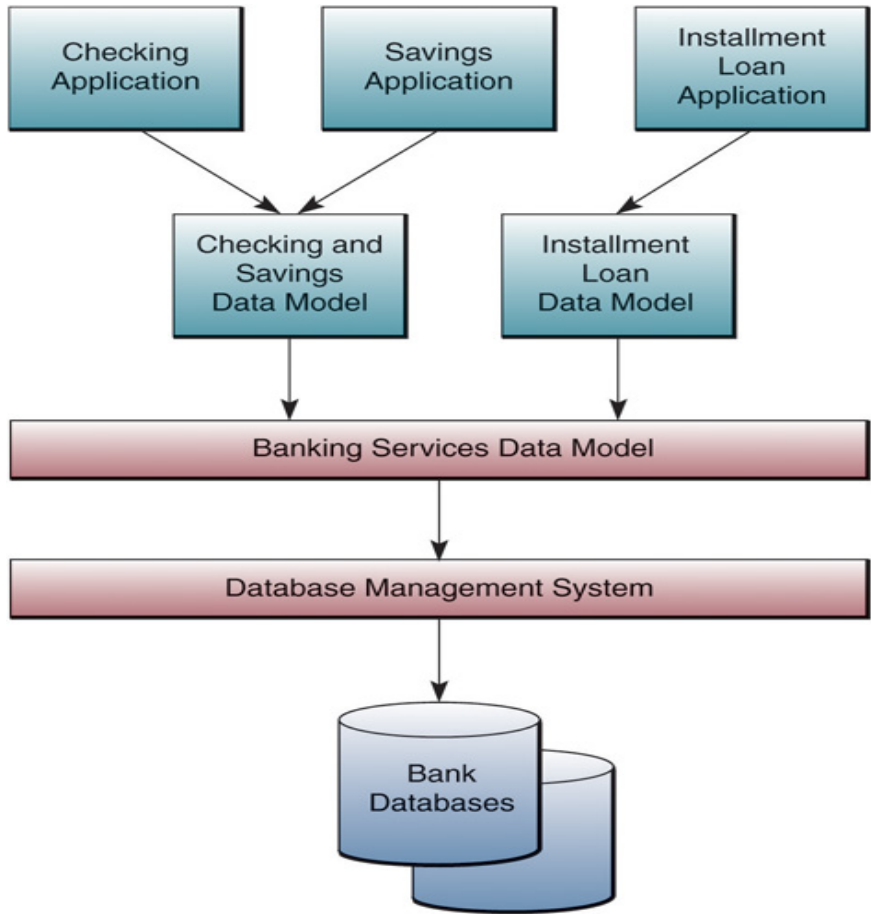 Checking
Application
Savings
Application
Installment
Loan
Application
Checking and
Savings
Data Model
Installment
Loan
Data Model
Banking Services Data Model
Database Management System
Bank
Databases